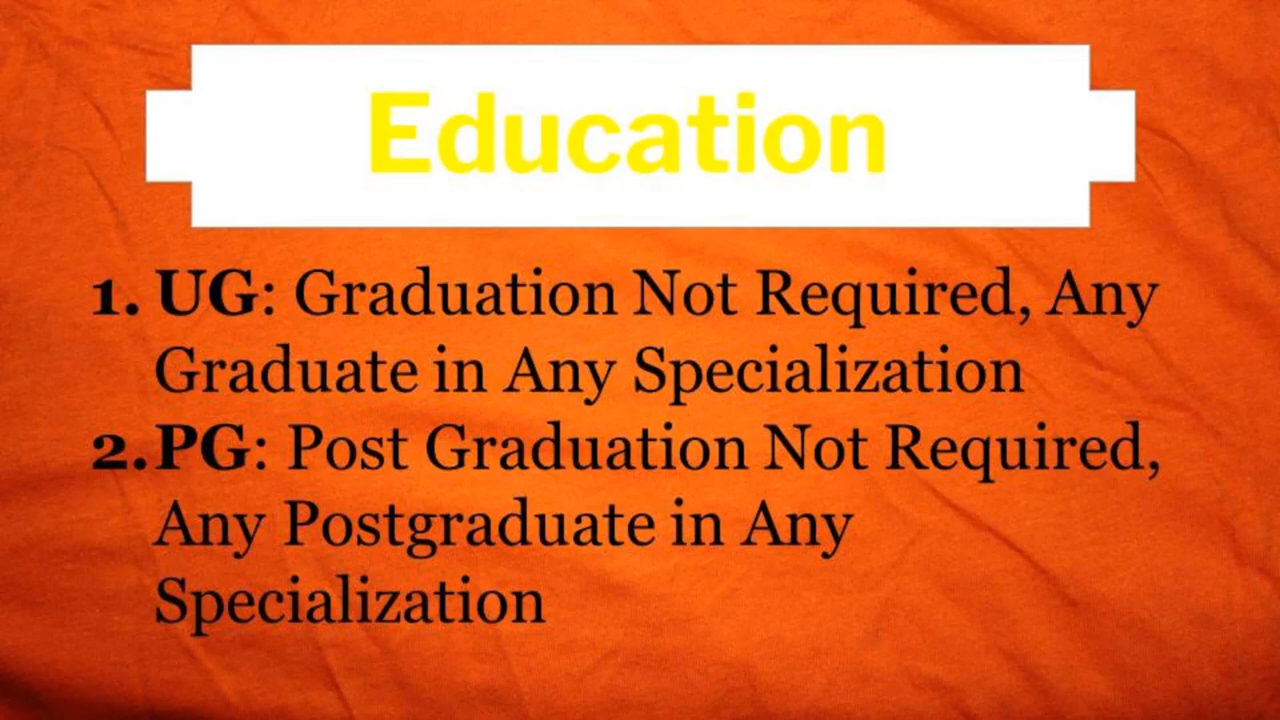 Education
1. UG: Graduation Not Required, Any
Graduate in Any Specialization
2. PG: Post Graduation Not Required,
Any Postgraduate in Any
Specialization